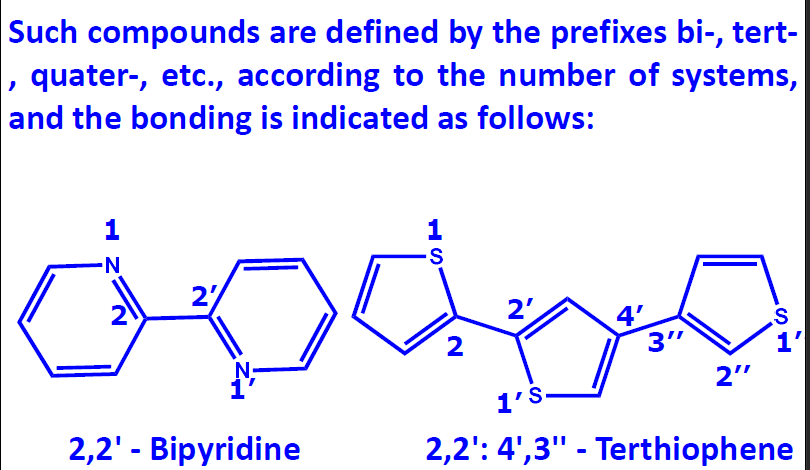 Such compounds are defined by the prefixes bi-, tert-
, quater-, etc., according to the number of systems,
and the bonding is indicated as follows:
1
N
2
2′
N
1′
1
S
2
2′
1′ S
4′
3′′
2′′
S
1′
2,2' - Bipyridine
2,2': 4',3'' - Terthiophene